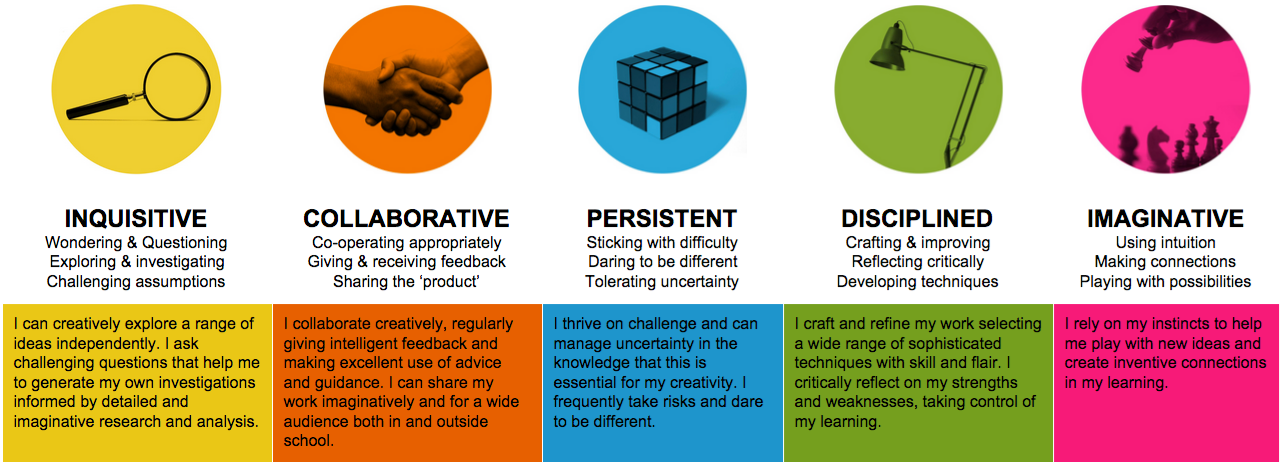 INQUISITIVE
Wondering & Questioning
Exploring & investigating
Challenging assumptions
I can creatively explore a range of
ideas independently. I ask
challenging questions that help me
to generate my own investigations
informed by detailed and
imaginative research and analysis.
COLLABORATIVE
Co-operating appropriately
Giving & receiving feedback
Sharing the ‘product’
I collaborate creatively, regularly
giving intelligent feedback and
making excellent use of advice
and guidance. I can share my
work imaginatively and for a wide
audience both in and outside
school.
PERSISTENT
Sticking with difficulty
Daring to be different
Tolerating uncertainty
I thrive on challenge and can
manage uncertainty in the
knowledge that this is
essential for my creativity. I
frequently take risks and dare
to be different.
DISCIPLINED
Crafting & improving
Reflecting critically
Developing techniques
I craft and refine my work selecting
a wide range of sophisticated
techniques with skill and flair. I
critically reflect on my strengths
and weaknesses, taking control of
my learning.
IMAGINATIVE
Using intuition
Making connections
Playing with possibilities
I rely on my instincts to help
me play with new ideas and
create inventive connections
in my learning.